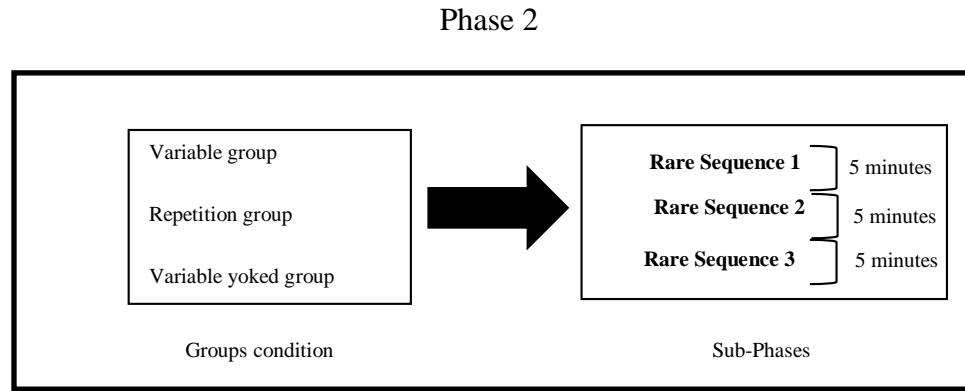 Phase 2
Variable group
Repetition group
Variable yoked group
Groups condition
Rare Sequence 1
5 minutes
Rare Sequence 2
5 minutes
Rare Sequence 3
5 minutes
Sub-Phases